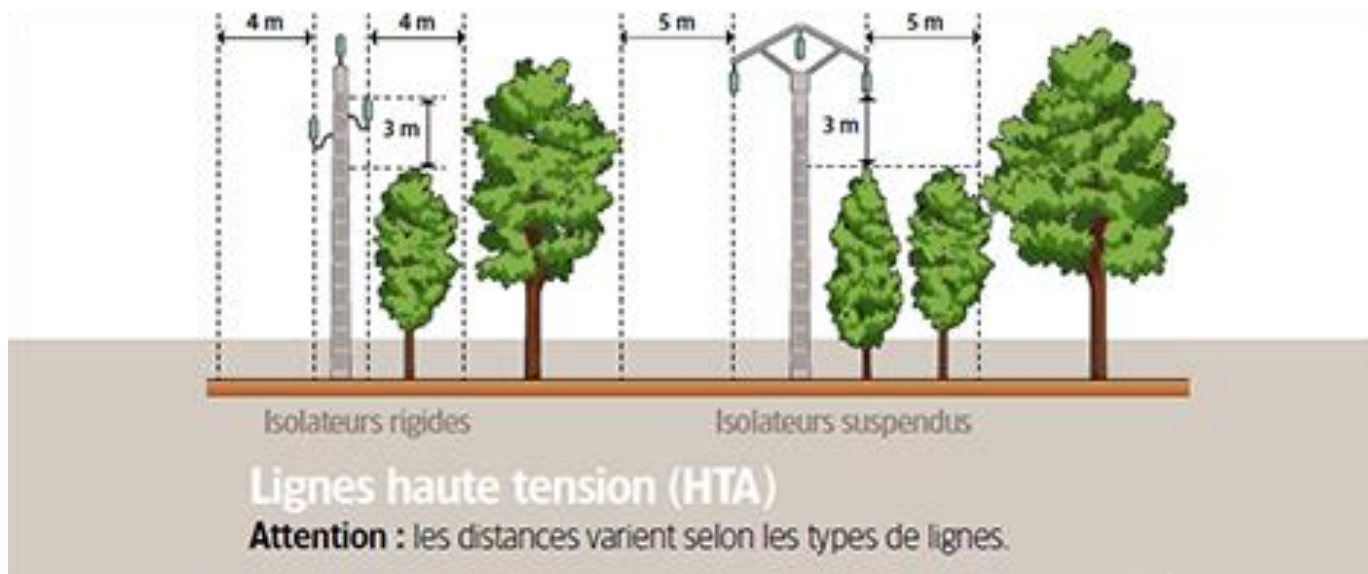 4 m 4 m 5 m 5 m
3 m 3 m
Isolateurs rigides Isolateurs suspendus
Lignes haute tension (HTA)
Attention : les distances varient selon les types de lignes.